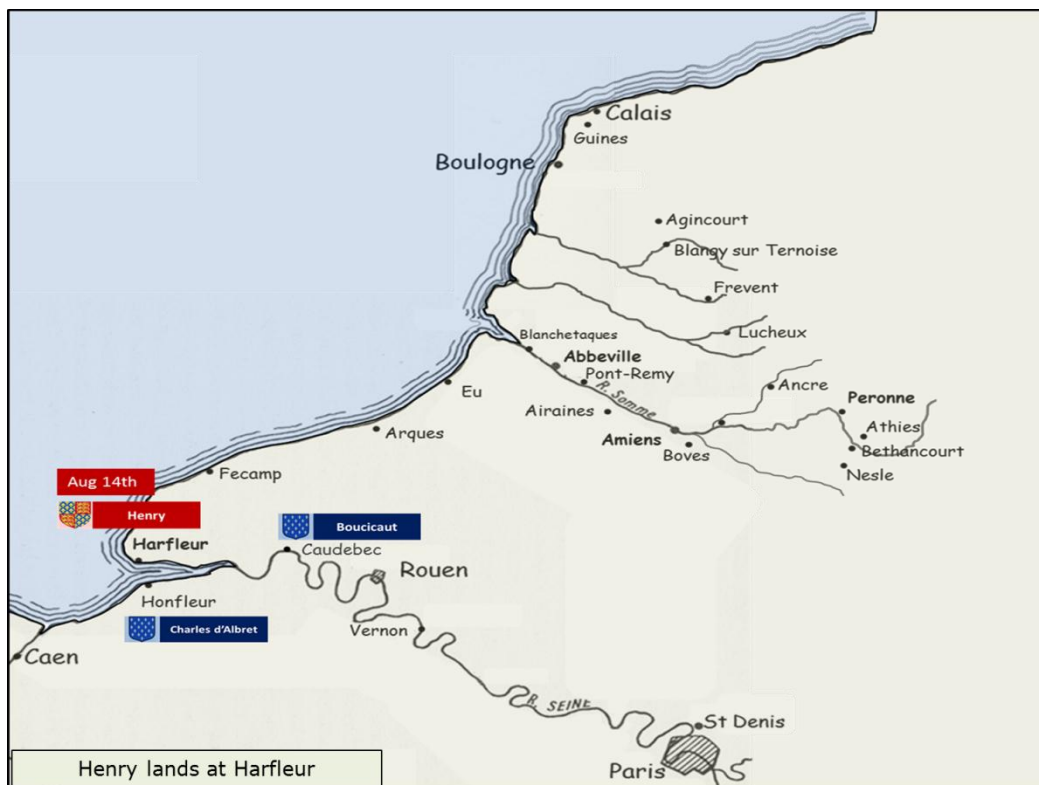 Calais
Guines
Boulogne
Agincourt
Blangy sur Ternoise
Frevent
Lucheux
Blanchetaques
Abbeville
Pont-Remy
R. Somme
Ancre
Eu
Airaines
Peronne
Athies
Arques
Amiens
Boves
Bethancourt
Nesle
Fecamp
Aug 14th
Henry
Boucicaut
Harfleur
Caudebec
Rouen
Honfleur
Charles d'Albret
Vernon
Caen
R. SEINE
St Denis
Paris
Henry lands at Harfleur